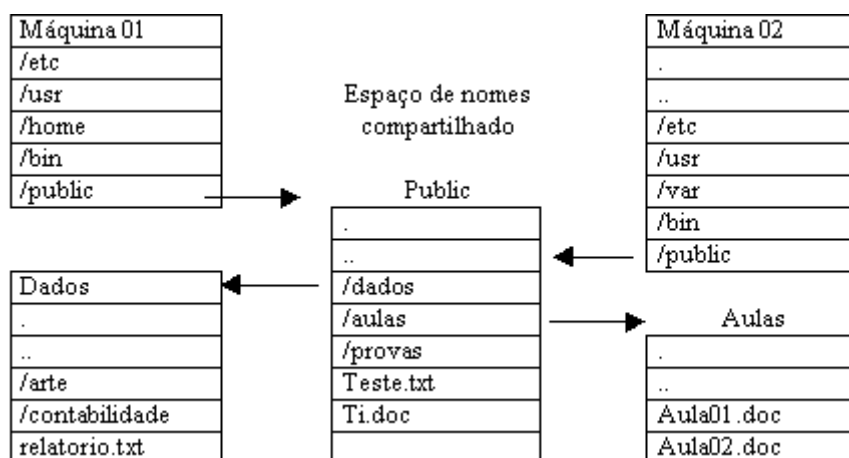 Máquina 01
/etc
/usr
/home
/bin
/public
Espaço de nomes
compartilhado
Máquina 02
.
..
/etc
/usr
/var
/bin
/public
Public
.
..
/dados
/aulas
/provas
Teste.txt
Ti.doc
Dados
.
..
/arte
/contabilidade
relatorio.txt
Aulas
.
..
Aula01.doc
Aula02.doc